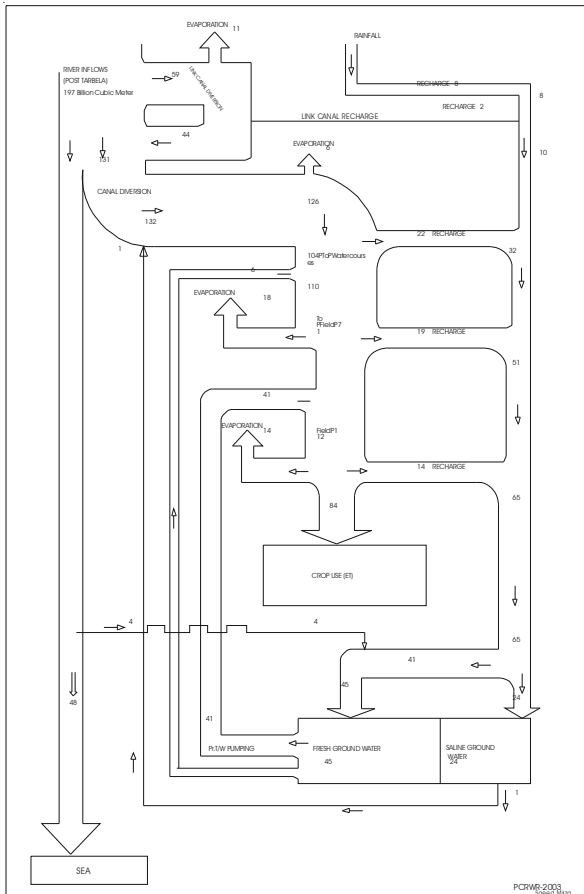 EVAPORATION 11
RAINFALL
RIVER INFLOWS
(POST TARBELA)
197 Billion Cubic Meter
59
LINK CANAL DIVERSION
RECHARGE 8
8
RECHARGE 2
LINK CANAL RECHARGE
44
EVAPORATION
10
131
CANAL DIVERSION
126
132
22 RECHARGE
1
104PToPWatercours
es
32
6
110
EVAPORATION
18
To
PFieldP7
1
19 RECHARGE
51
41
EVAPORATION
14
FieldP1
12
14 RECHARGE
84
65
CROP USE (ET)
4
4
65
41
45
24
48
41
Pr.T/W PUMPING
FRESH GROUND WATER
45
SALINE GROUND
WATER
24
1
SEA
PCRWR-2003